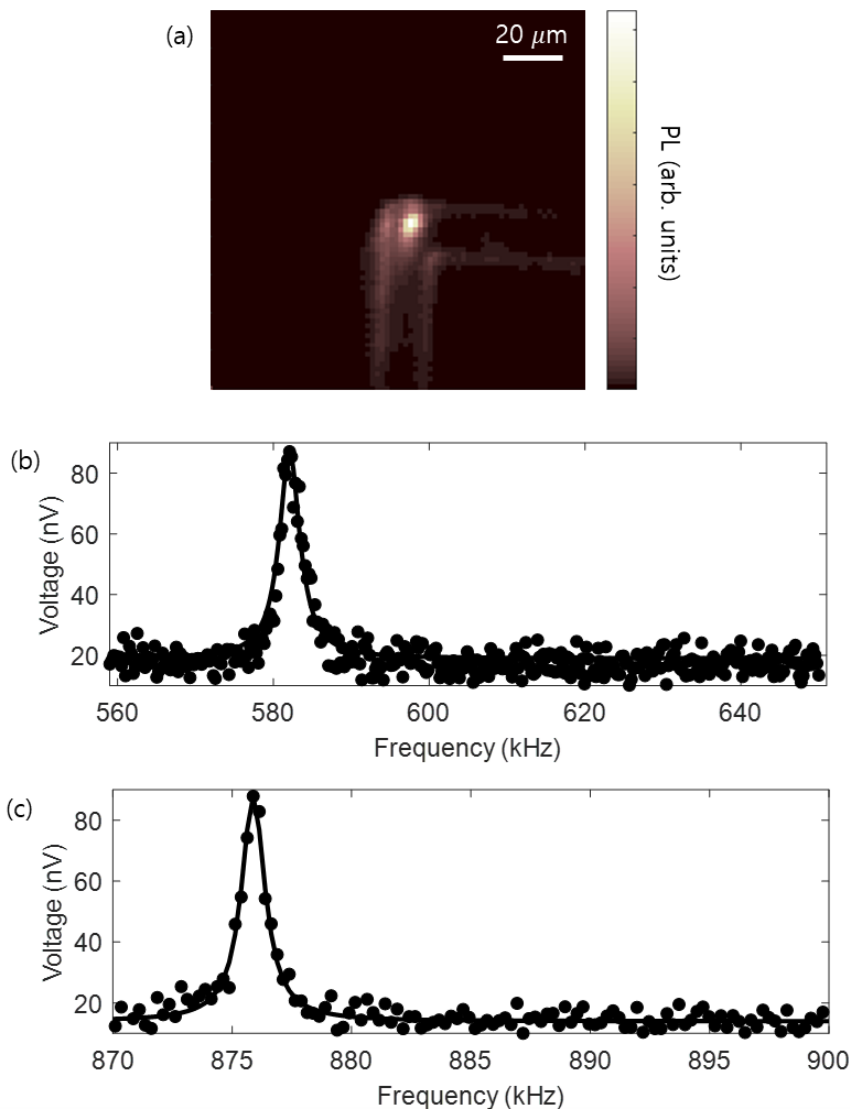 (a)
20 μm
PL (arb. units)
(b)
80
60
40
20
Voltage (nV)
560 580 600 620 640
Frequency (kHz)
(c)
80
60
40
20
Voltage (nV)
870 875 880 885 890 895 900
Frequency (kHz)